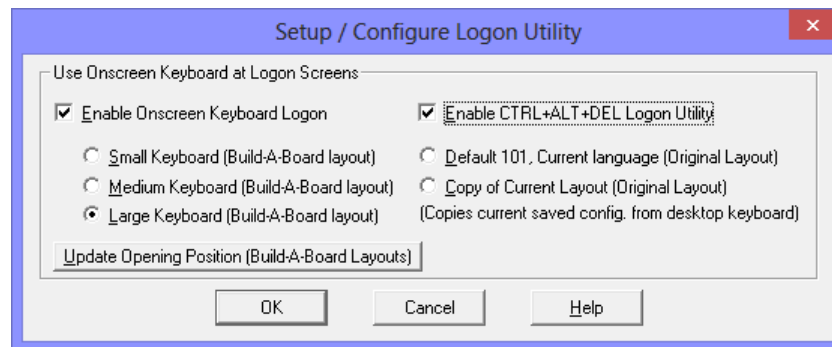 Setup / Configure Logon Utility
Use Onscreen Keyboard at Logon Screens
Enable Onscreen Keyboard Logon
Enable CTRL+ALT+DEL Logon Utility
Small Keyboard (Build-A-Board layout)
Default 101, Current language (Original Layout)
Medium Keyboard (Build-A-Board layout)
Copy of Current Layout (Original Layout)
Large Keyboard (Build-A-Board layout)
(Copies current saved config. from desktop keyboard)
Update Opening Position (Build-A-Board Layouts)
OK
Cancel
Help